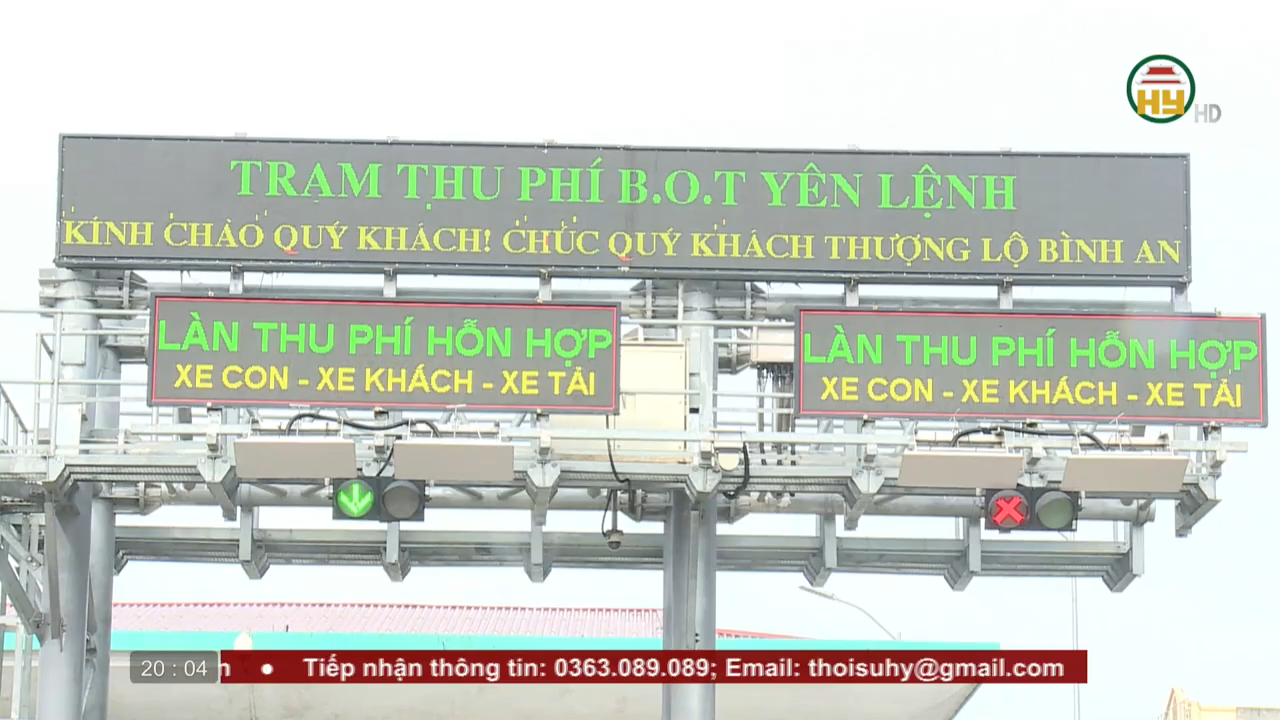 HY HD
TRẠM THU PHÍ B.O.T YÊN LỆNH
KÍNH CHÀO QUÝ KHÁCH! CHÚC QUÝ KHÁCH THƯỢNG LỘ BÌNH AN
LÀN THU PHÍ HỖN HỢP
XE CON - XE KHÁCH - XE TẢI
LÀN THU PHÍ HỖN HỢP
XE CON - XE KHÁCH - XE TẢI
20 : 04 • Tiếp nhận thông tin: 0363.089.089; Email: thoisuhy@gmail.com